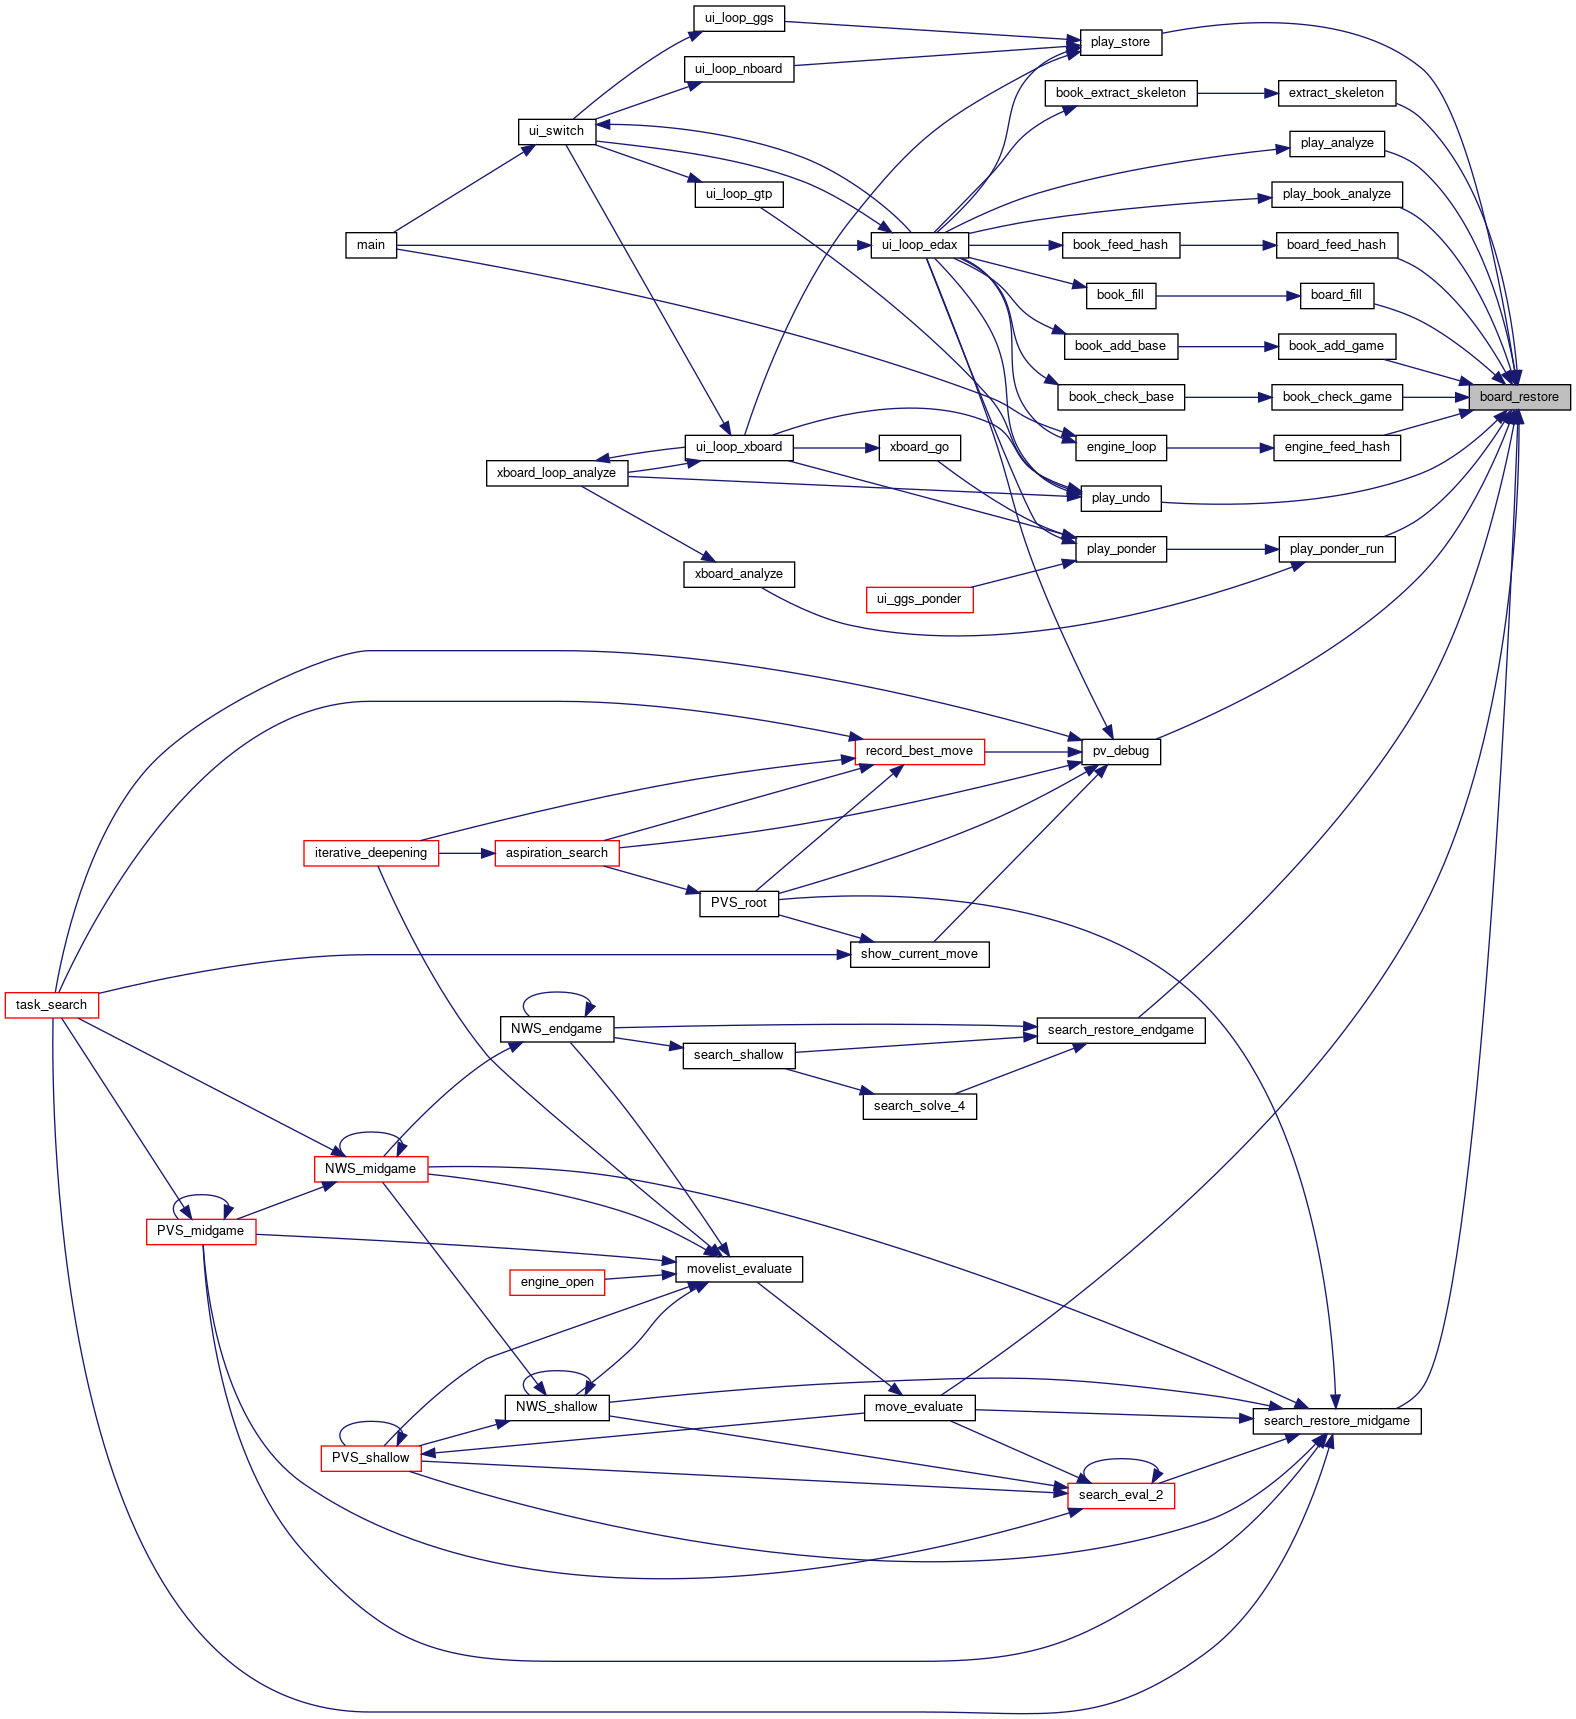 ui_loop_ggs
play_store
ui_loop_nboard
book_extract_skeleton
extract_skeleton
ui_switch
play_analyze
ui_loop_gtp
play_book_analyze
main
ui_loop_edax
book_feed_hash
board_feed_hash
book_fill
board_fill
book_add_base
book_add_game
book_check_base
book_check_game
board_restore
ui_loop_xboard
xboard_go
engine_loop
engine_feed_hash
xboard_loop_analyze
play_undo
play_ponder
play_ponder_run
xboard_analyze
ui_ggs_ponder
record_best_move
pv_debug
iterative_deepening
aspiration_search
PVS_root
show_current_move
task_search
NWS_endgame
search_restore_endgame
search_shallow
search_solve_4
NWS_midgame
PVS_midgame
movelist_evaluate
engine_open
NWS_shallow
move_evaluate
search_restore_midgame
PVS_shallow
search_eval_2